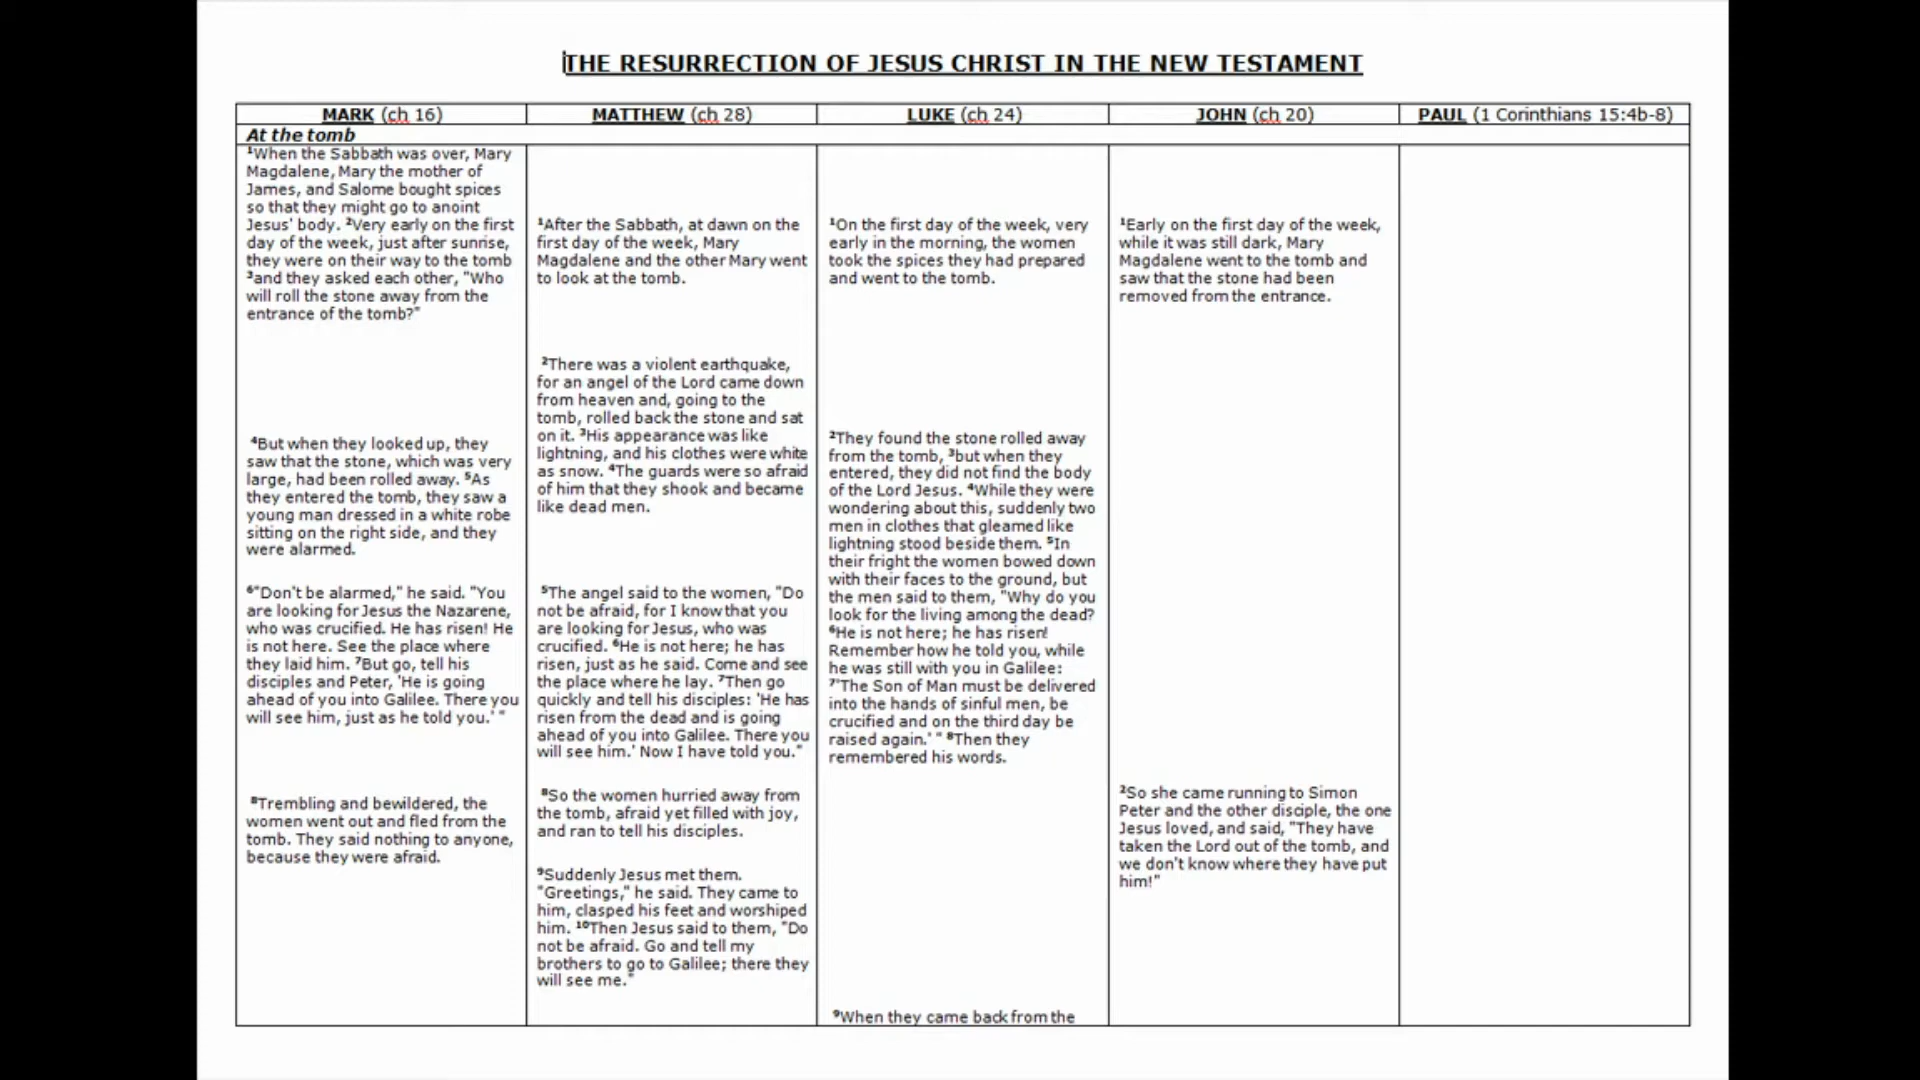 THE RESURRECTION OF JESUS CHRIST IN THE NEW TESTAMENT
MARK (ch 16)
MATTHEW (ch 28)
LUKE (ch 24)
JOHN (ch 20)
PAUL (1 Corinthians 15:4b-8)
At the tomb
¹When the Sabbath was over, Mary
Magdalene, Mary the mother of
James, and Salome bought spices
so that they might go to anoint
Jesus' body. ²Very early on the first
day of the week, just after sunrise,
they were on their way to the tomb
³and they asked each other, "Who
will roll the stone away from the
entrance of the tomb?"
⁴But when they looked up, they
saw that the stone, which was very
large, had been rolled away. ⁵As
they entered the tomb, they saw a
young man dressed in a white robe
sitting on the right side, and they
were alarmed.
⁶"Don't be alarmed," he said. "You
are looking for Jesus the Nazarene,
who was crucified. He has risen! He
is not here. See the place where
they laid him. ⁷But go, tell his
disciples and Peter, 'He is going
ahead of you into Galilee. There you
will see him, just as he told you.' "
⁸Trembling and bewildered, the
women went out and fled from the
tomb. They said nothing to anyone,
because they were afraid.
¹After the Sabbath, at dawn on the
first day of the week, Mary
Magdalene and the other Mary went
to look at the tomb.
²There was a violent earthquake,
for an angel of the Lord came down
from heaven and, going to the
tomb, rolled back the stone and sat
on it. ³His appearance was like
lightning, and his clothes were white
as snow. ⁴The guards were so afraid
of him that they shook and became
like dead men.
⁵The angel said to the women, "Do
not be afraid, for I know that you
are looking for Jesus, who was
crucified. ⁶He is not here; he has
risen, just as he said. Come and see
the place where he lay. ⁷Then go
quickly and tell his disciples: 'He has
risen from the dead and is going
ahead of you into Galilee. There you
will see him.' Now I have told you."
⁸So the women hurried away from
the tomb, afraid yet filled with joy,
and ran to tell his disciples.
⁹Suddenly Jesus met them.
"Greetings," he said. They came to
him, clasped his feet and worshiped
him. ¹⁰Then Jesus said to them, "Do
not be afraid. Go and tell my
brothers to go to Galilee; there they
will see me."
¹On the first day of the week, very
early in the morning, the women
took the spices they had prepared
and went to the tomb.
²They found the stone rolled away
from the tomb, ³but when they
entered, they did not find the body
of the Lord Jesus. ⁴While they were
wondering about this, suddenly two
men in clothes that gleamed like
lightning stood beside them. ⁵In
their fright the women bowed down
with their faces to the ground, but
the men said to them, "Why do you
look for the living among the dead?
⁶He is not here; he has risen!
Remember how he told you, while
he was still with you in Galilee:
⁷'The Son of Man must be delivered
into the hands of sinful men, be
crucified and on the third day be
raised again.' " ⁸Then they
remembered his words.
⁹When they came back from the
¹Early on the first day of the week,
while it was still dark, Mary
Magdalene went to the tomb and
saw that the stone had been
removed from the entrance.
²So she came running to Simon
Peter and the other disciple, the one
Jesus loved, and said, "They have
taken the Lord out of the tomb, and
we don't know where they have put
him!"